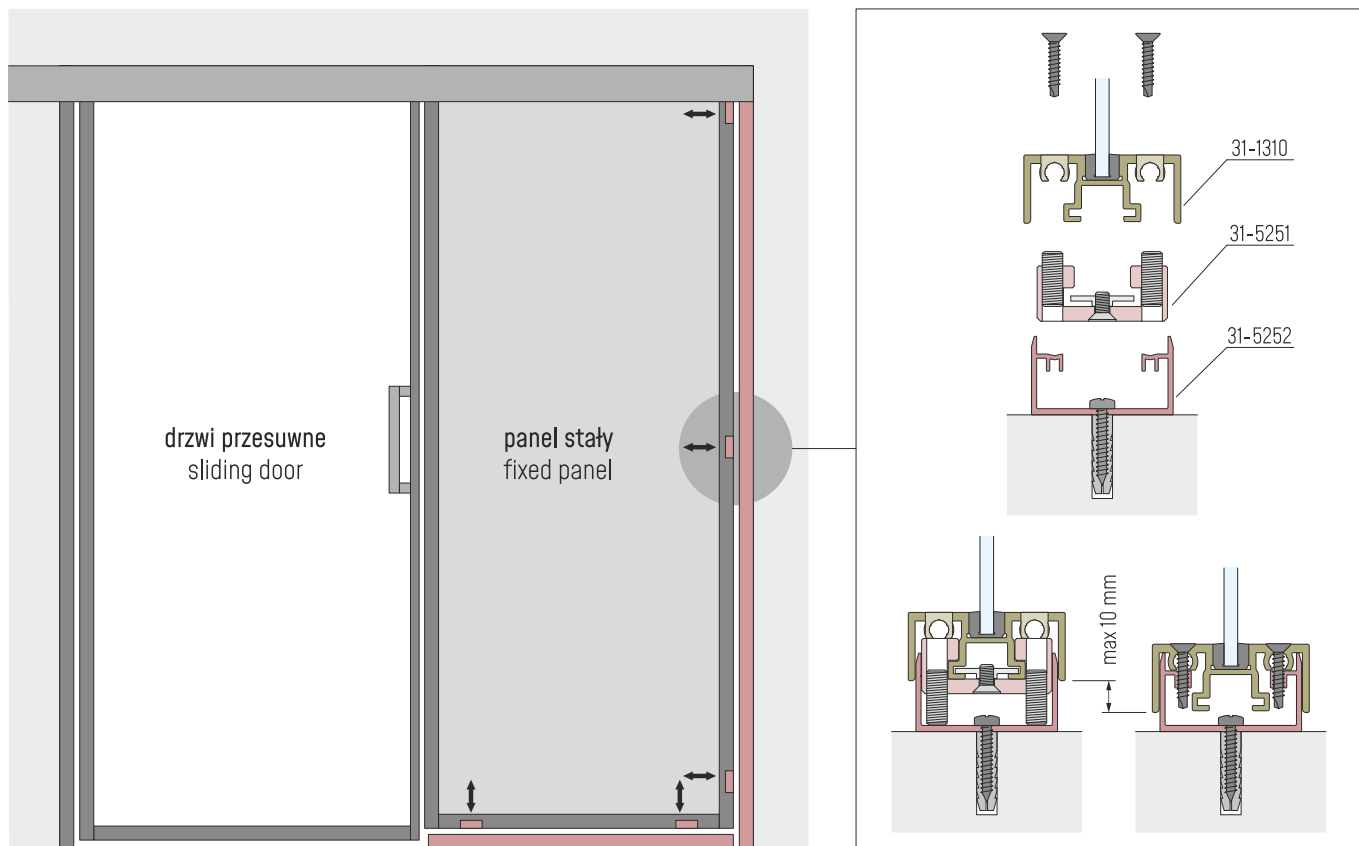 drzwi przesuwne
sliding door
panel stały
fixed panel
31-1310
31-5251
31-5252
max 10 mm